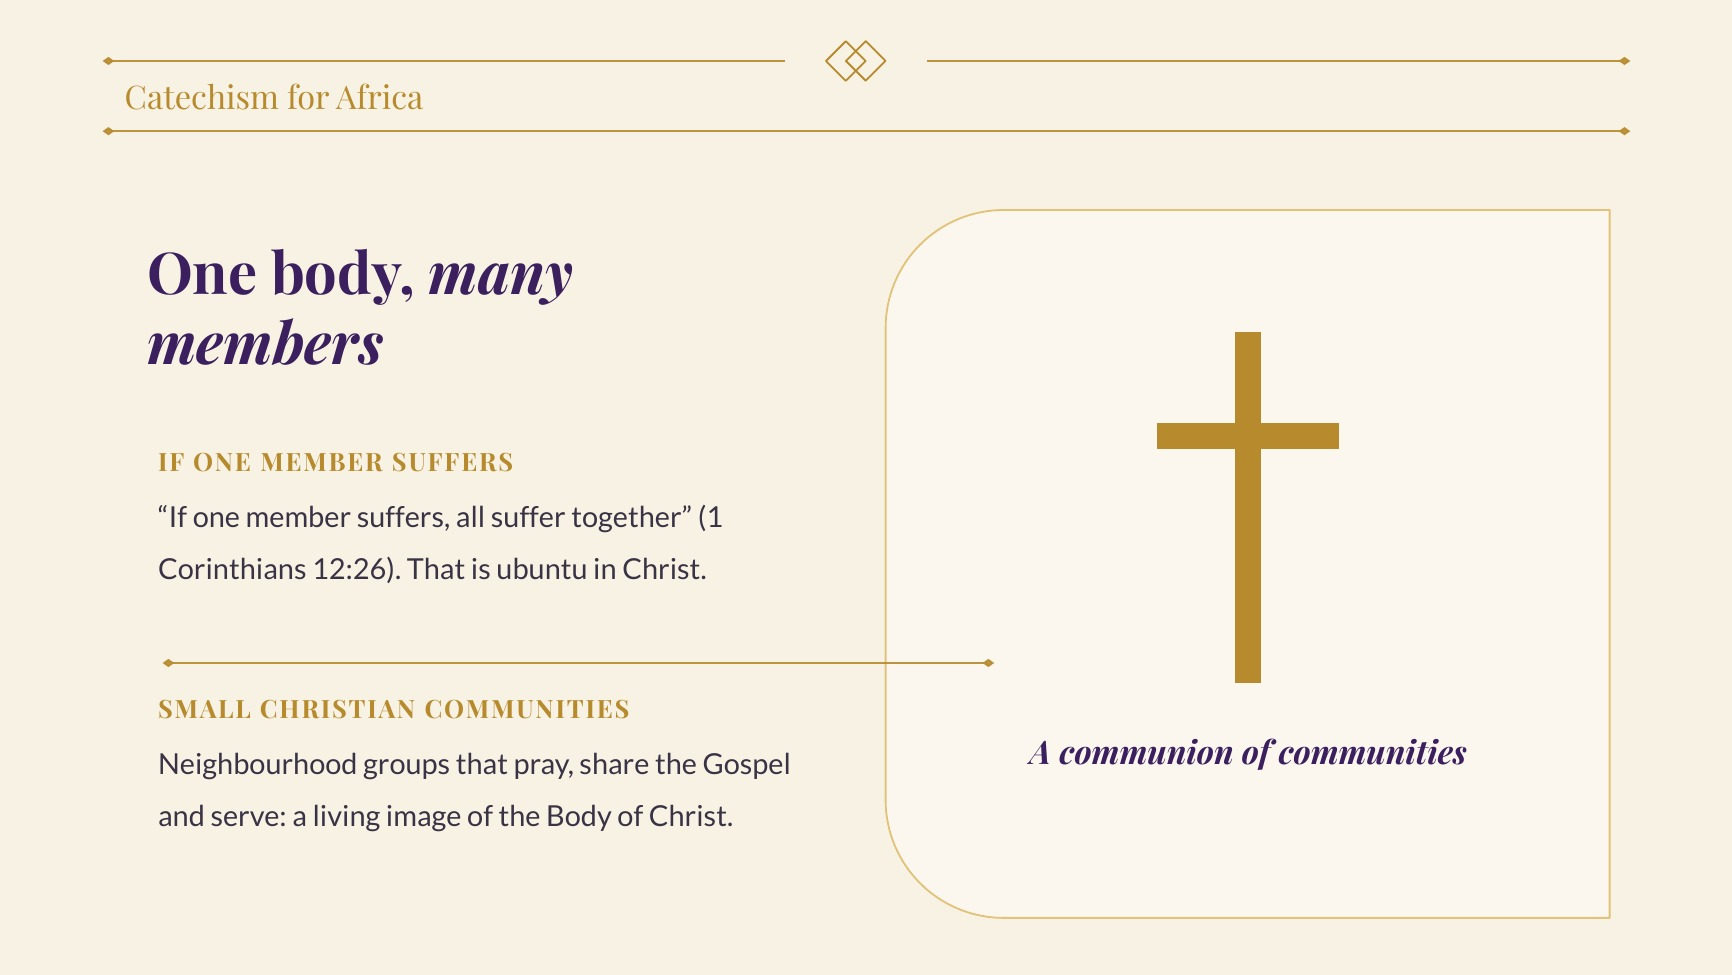 Catechism for Africa
One body, many
members
IF ONE MEMBER SUFFERS
“If one member suffers, all suffer together” (1
Corinthians 12:26). That is ubuntu in Christ.
SMALL CHRISTIAN COMMUNITIES
Neighbourhood groups that pray, share the Gospel
and serve: a living image of the Body of Christ.
A communion of communities